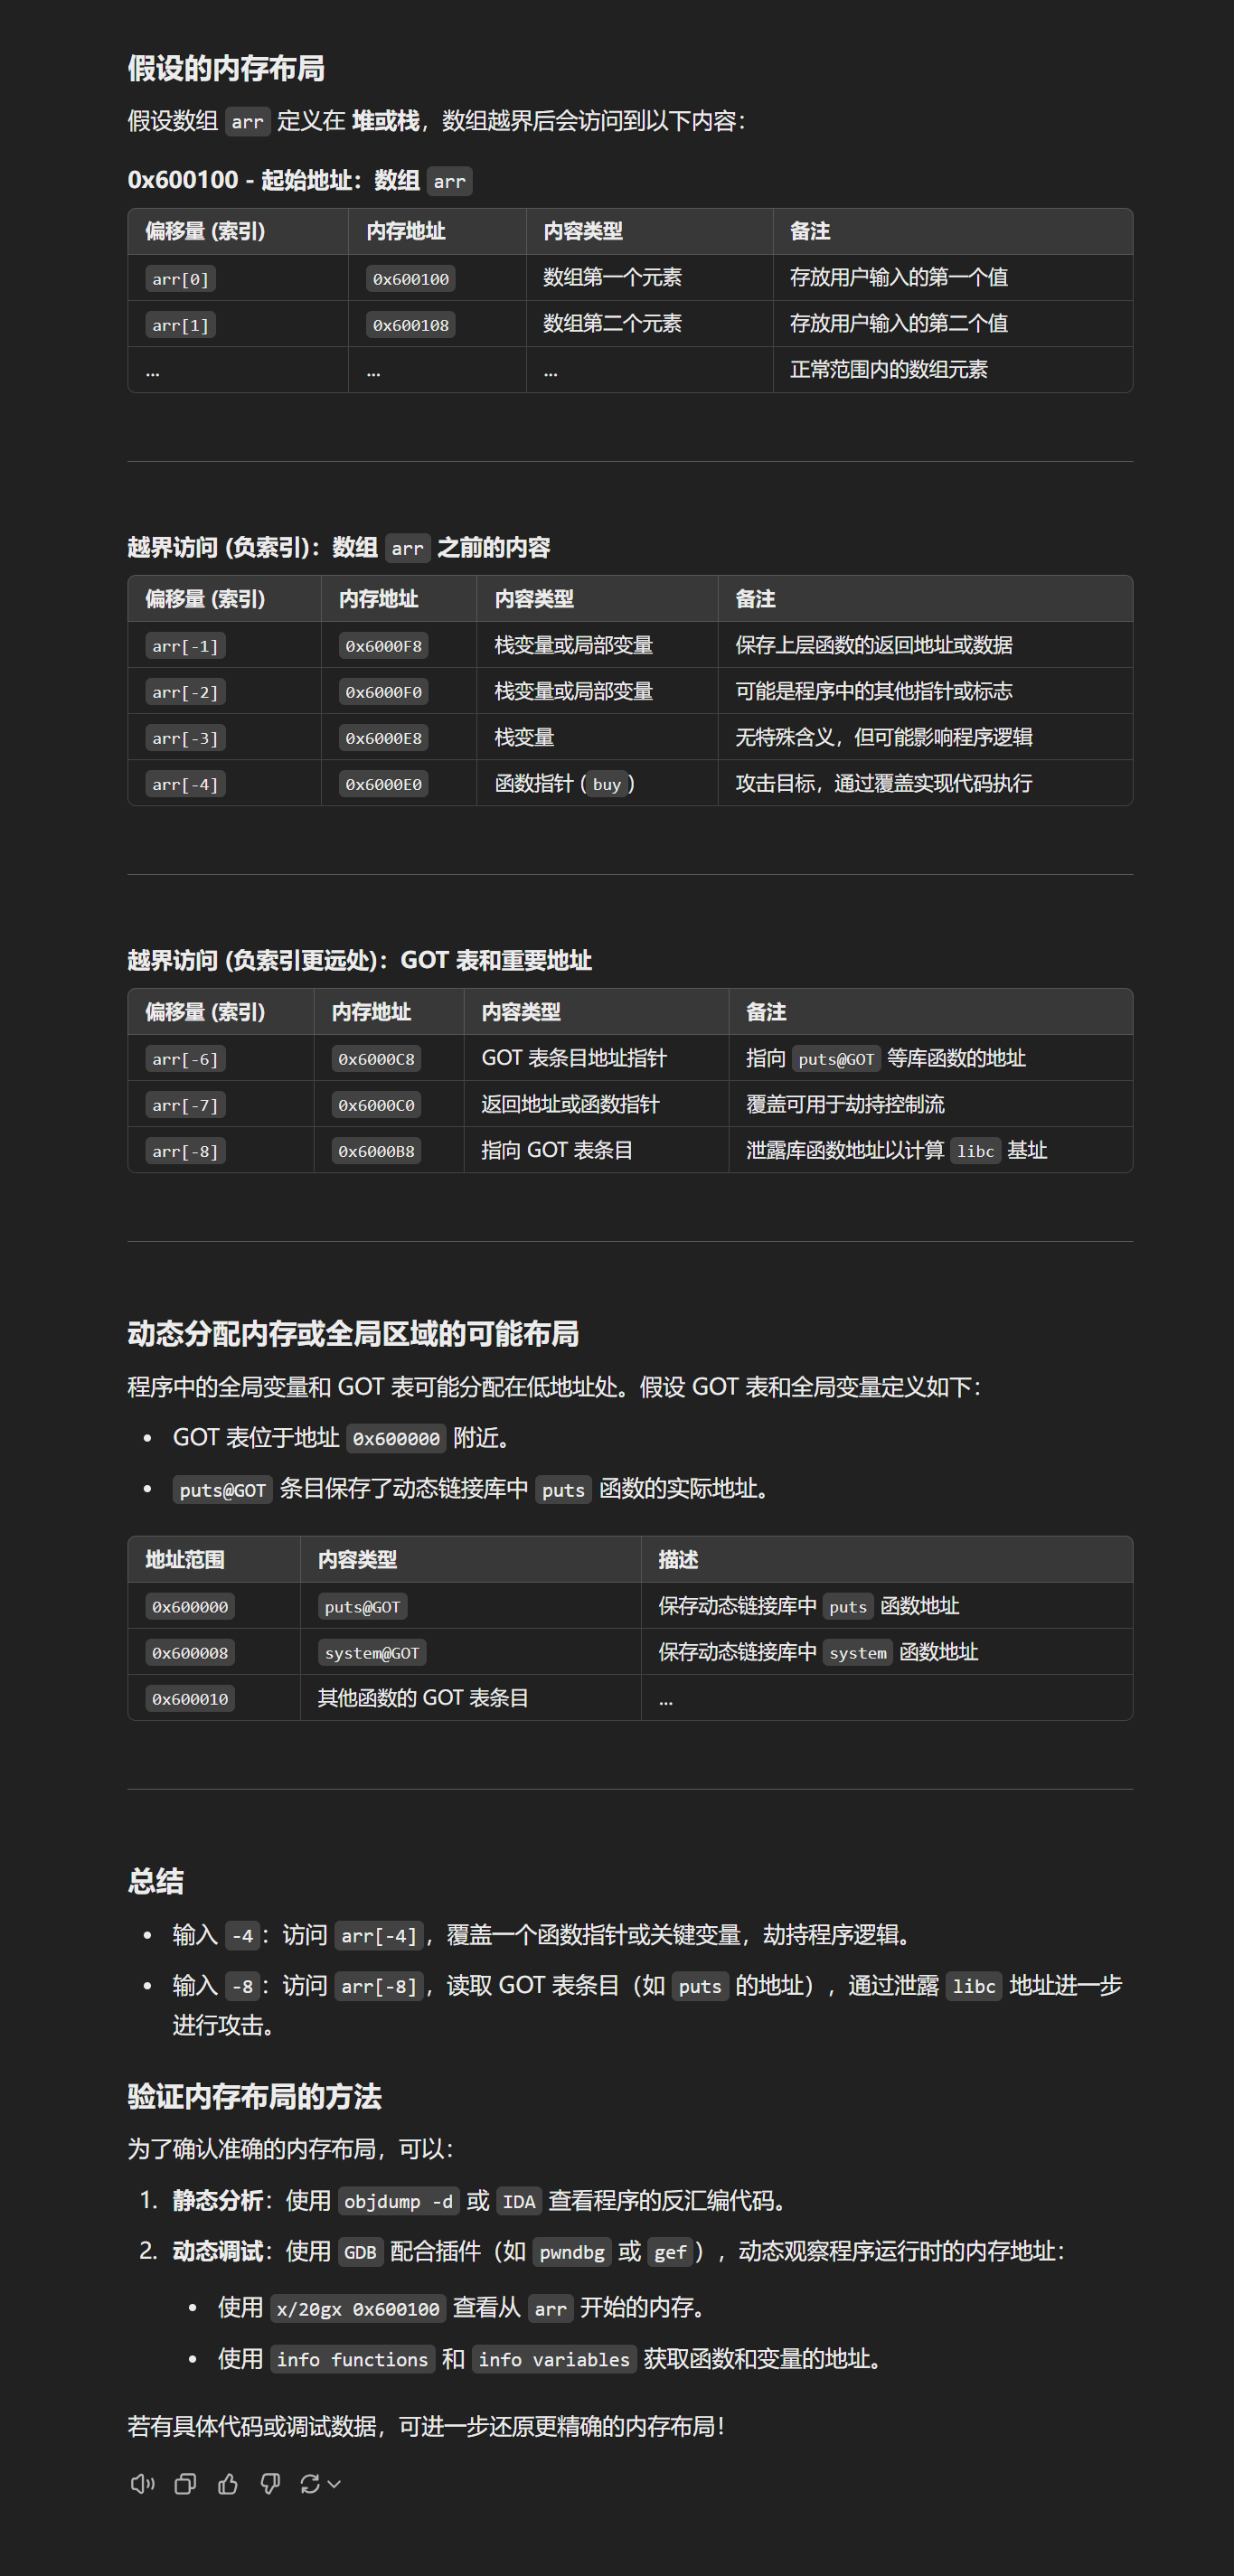 假设的内存布局
假设数组 arr 定义在 堆或栈，数组越界后会访问到以下内容：
0x600100 - 起始地址：数组 arr
偏移量 (索引) 内存地址 内容类型 备注
arr[0] 0x600100 数组第一个元素 存放用户输入的第一个值
arr[1] 0x600108 数组第二个元素 存放用户输入的第二个值
... ... ... 正常范围内的数组元素
越界访问 (负索引)：数组 arr 之前的内容
偏移量 (索引) 内存地址 内容类型 备注
arr[-1] 0x6000F8 栈变量或局部变量 保存上层函数的返回地址或数据
arr[-2] 0x6000F0 栈变量或局部变量 可能是程序中的其他指针或标志
arr[-3] 0x6000E8 栈变量 无特殊含义，但可能影响程序逻辑
arr[-4] 0x6000E0 函数指针 (buy) 攻击目标，通过覆盖实现代码执行
越界访问 (负索引更远处)：GOT 表和重要地址
偏移量 (索引) 内存地址 内容类型 备注
arr[-6] 0x6000C8 GOT 表条目地址指针 指向 puts@GOT 等库函数的地址
arr[-7] 0x6000C0 返回地址或函数指针 覆盖可用于劫持控制流
arr[-8] 0x6000B8 指向 GOT 表条目 泄露库函数地址以计算 libc 基址
动态分配内存或全局区域的可能布局
程序中的全局变量和 GOT 表可能分配在低地址处。假设 GOT 表和全局变量定义如下：
• GOT 表位于地址 0x600000 附近。
• puts@GOT 条目保存了动态链接库中 puts 函数的实际地址。
地址范围 内容类型 描述
0x600000 puts@GOT 保存动态链接库中 puts 函数地址
0x600008 system@GOT 保存动态链接库中 system 函数地址
0x600010 其他函数的 GOT 表条目 ...
总结
• 输入 -4：访问 arr[-4]，覆盖一个函数指针或关键变量，劫持程序逻辑。
• 输入 -8：访问 arr[-8]，读取 GOT 表条目（如 puts 的地址），通过泄露 libc 地址进一步
进行攻击。
验证内存布局的方法
为了确认准确的内存布局，可以：
1. 静态分析：使用 objdump -d 或 IDA 查看程序的反汇编代码。
2. 动态调试：使用 GDB 配合插件（如 pwndbg 或 gef），动态观察程序运行时的内存地址：
• 使用 x/20gx 0x600100 查看从 arr 开始的内存。
• 使用 info functions 和 info variables 获取函数和变量的地址。
若有具体代码或调试数据，可进一步还原更精确的内存布局！